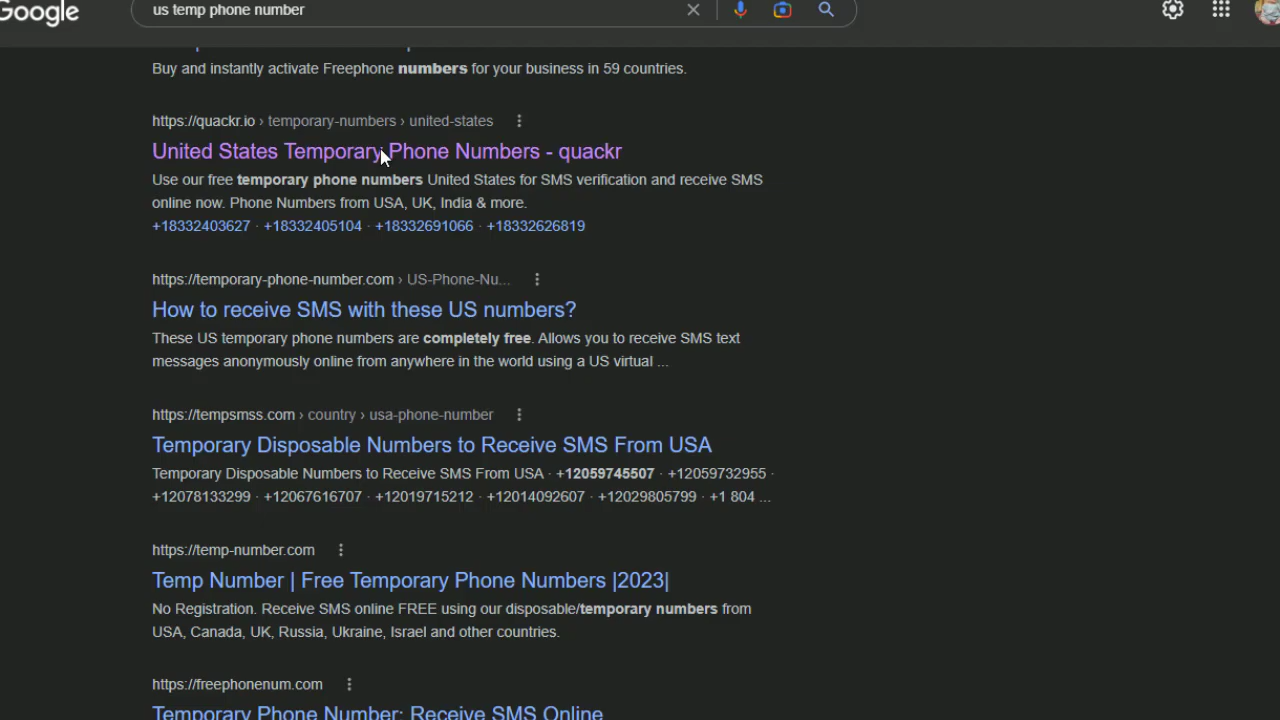 Google
us temp phone number
Buy and instantly activate Freephone numbers for your business in 59 countries.
https://quackr.io › temporary-numbers › united-states
United States Temporary Phone Numbers - quackr
Use our free temporary phone numbers United States for SMS verification and receive SMS
online now. Phone Numbers from USA, UK, India & more.
+18332403627 · +18332405104 · +18332691066 · +18332626819
https://temporary-phone-number.com › US-Phone-Nu...
How to receive SMS with these US numbers?
These US temporary phone numbers are completely free. Allows you to receive SMS text
messages anonymously online from anywhere in the world using a US virtual ...
https://tempsmss.com › country › usa-phone-number
Temporary Disposable Numbers to Receive SMS From USA
Temporary Disposable Numbers to Receive SMS From USA · +12059745507 · +12059732955 ·
+12078133299 · +12067616707 · +12019715212 · +12014092607 · +12029805799 · +1 804 ...
https://temp-number.com
Temp Number | Free Temporary Phone Numbers |2023|
No Registration. Receive SMS online FREE using our disposable/temporary numbers from
USA, Canada, UK, Russia, Ukraine, Israel and other countries.
https://freephonenum.com
Temporary Phone Number: Receive SMS Online